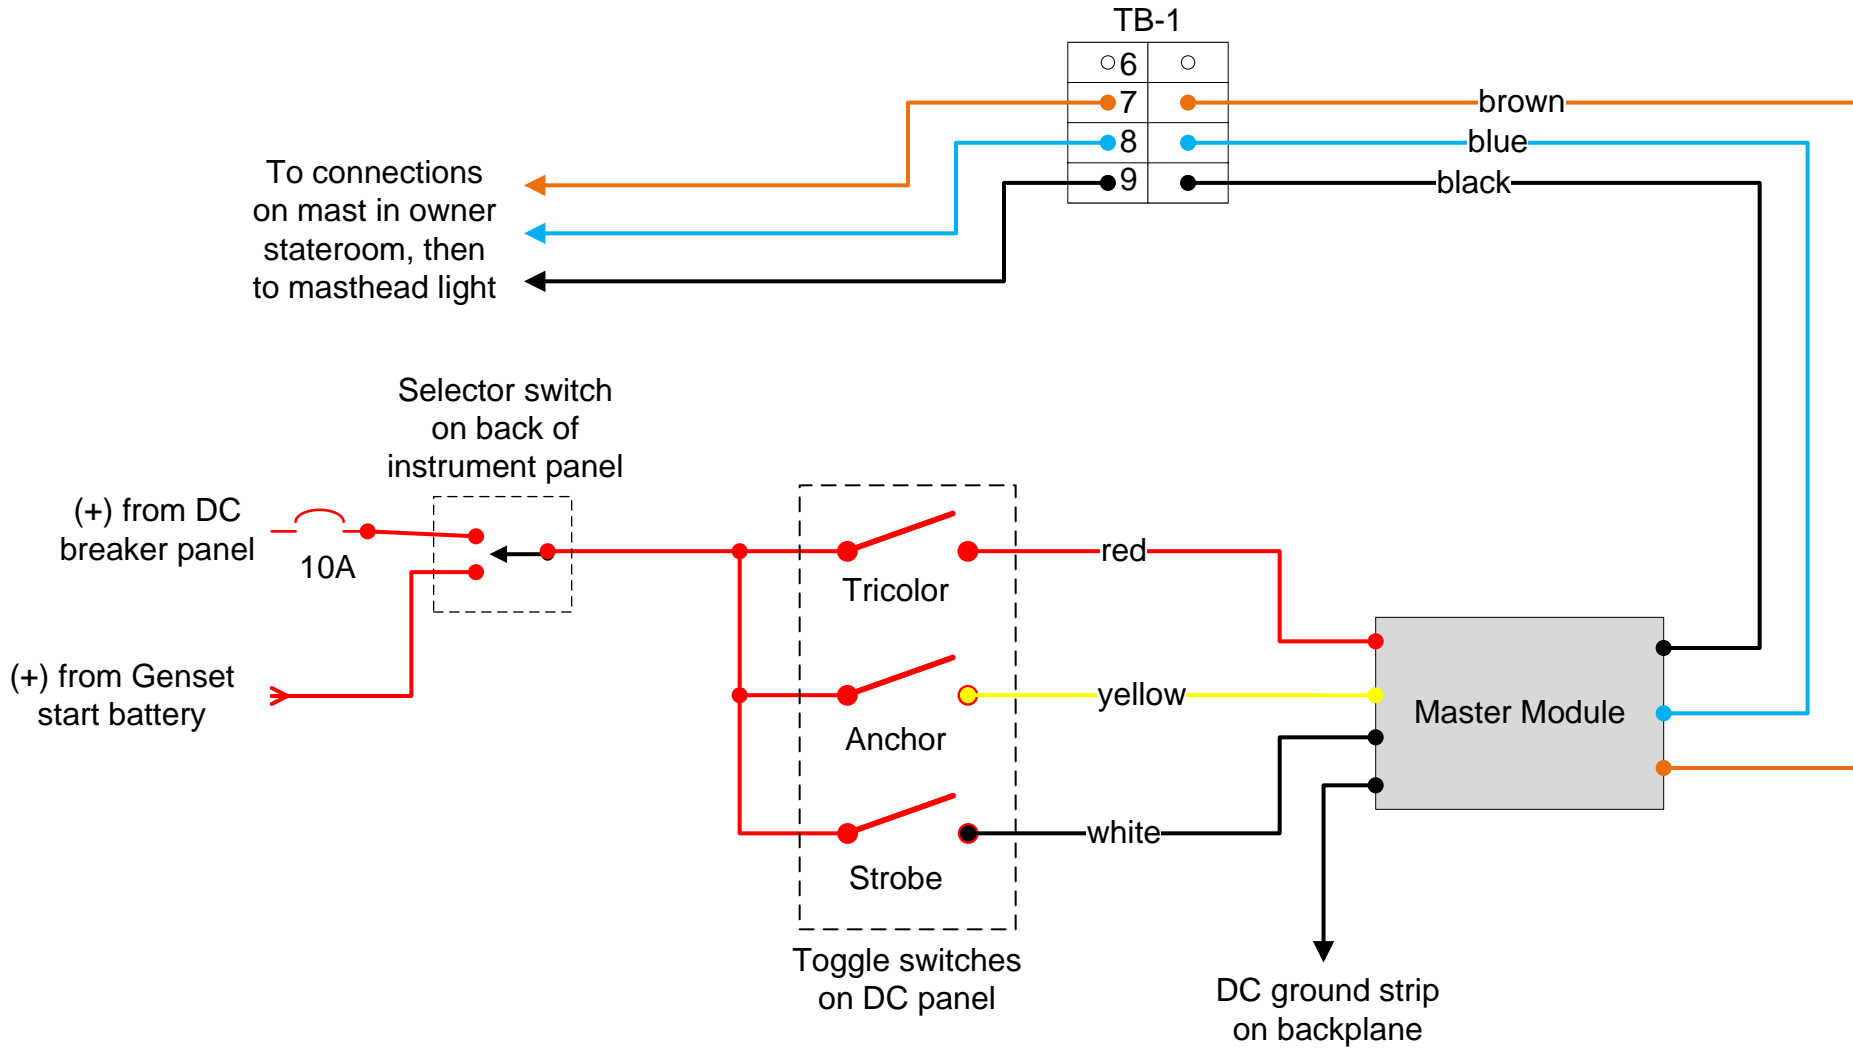 TB-1
6
7
brown
8
blue
9
black
To connections
on mast in owner
stateroom, then
to masthead light
Selector switch
on back of
instrument panel
(+) from DC
breaker panel
10A
(+) from Genset
start battery
Tricolor
red
Anchor
yellow
Strobe
white
Toggle switches
on DC panel
Master Module
DC ground strip
on backplane